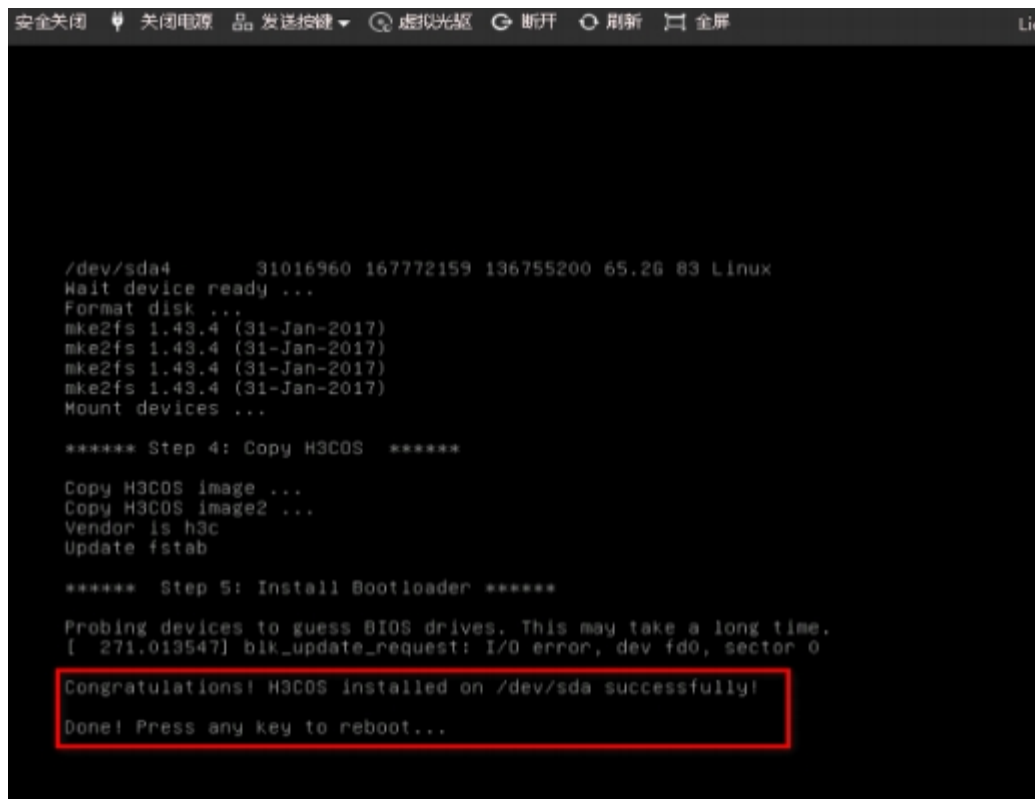 安全关闭 关闭电源 发送按键 虚拟光驱 断开 刷新 全屏 Lic
/dev/sda4 31016960 167772159 136755200 65.2G 83 Linux
Wait device ready ...
Format disk ...
mke2fs 1.43.4 (31-Jan-2017)
mke2fs 1.43.4 (31-Jan-2017)
mke2fs 1.43.4 (31-Jan-2017)
mke2fs 1.43.4 (31-Jan-2017)
Mount devices ...
****** Step 4: Copy H3COS ******
Copy H3COS image ...
Copy H3COS image2 ...
Vendor is h3c
Update fstab
****** Step 5: Install Bootloader ******
Probing devices to guess BIOS drives. This may take a long time.
[ 271.013547] blk_update_request: I/O error, dev fd0, sector 0
Congratulations! H3COS installed on /dev/sda successfully!
Done! Press any key to reboot...